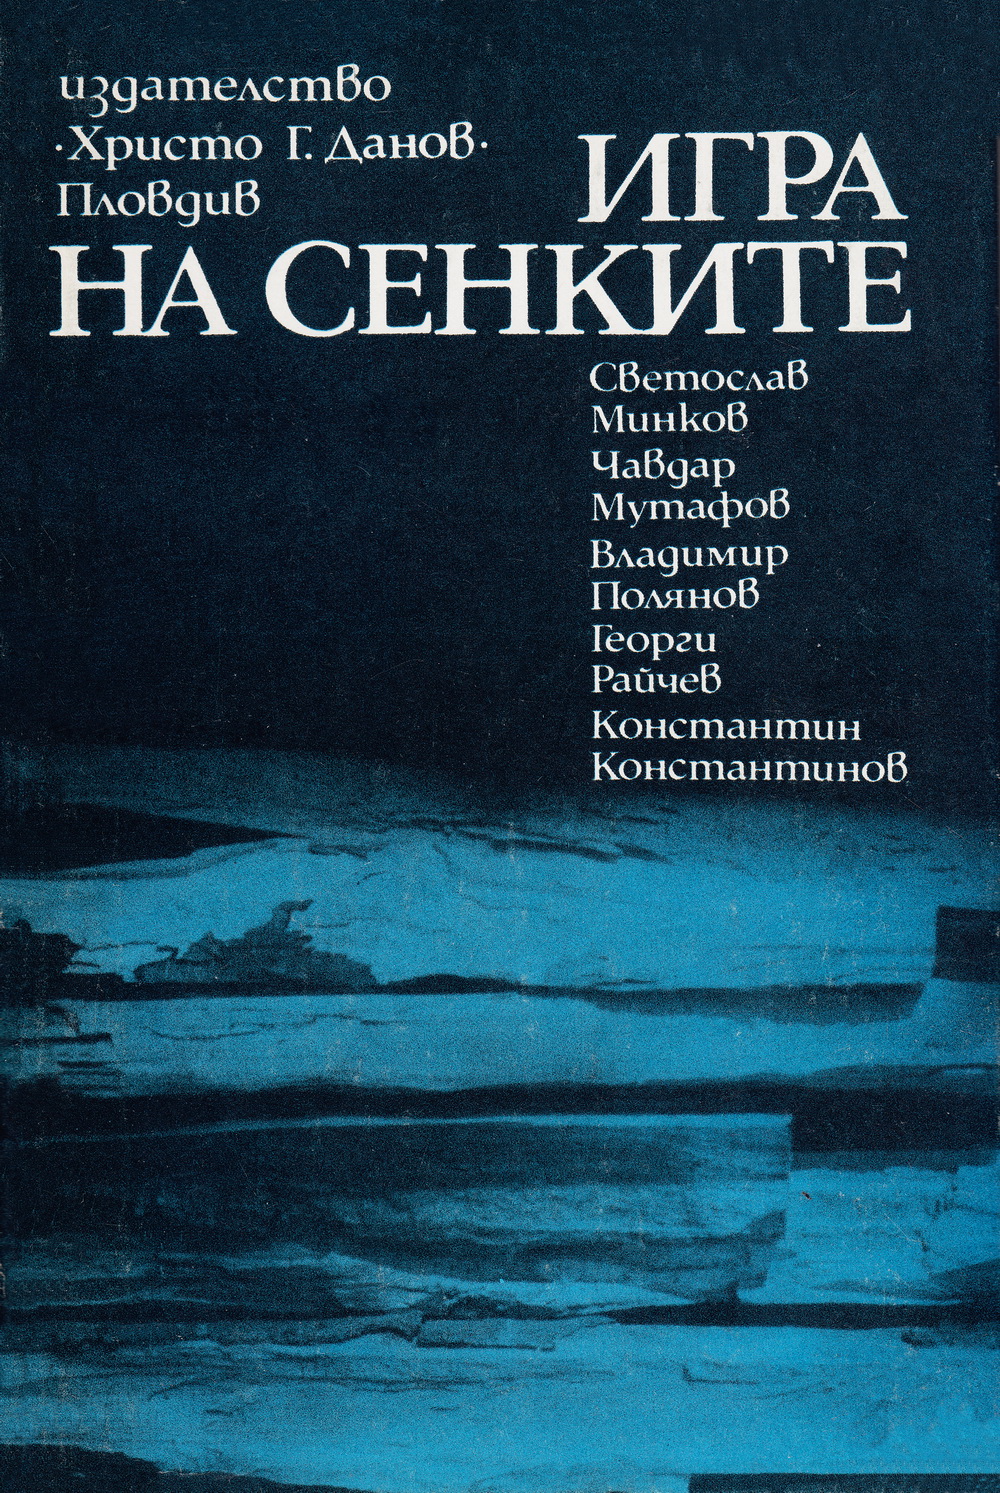 издателство
·Христо Г. Данов·
Пловдив
ИГРА
НА СЕНКИТЕ
Светослав
Минков
Чавдар
Мутафов
Владимир
Полянов
Георги
Райчев
Константин
Константинов